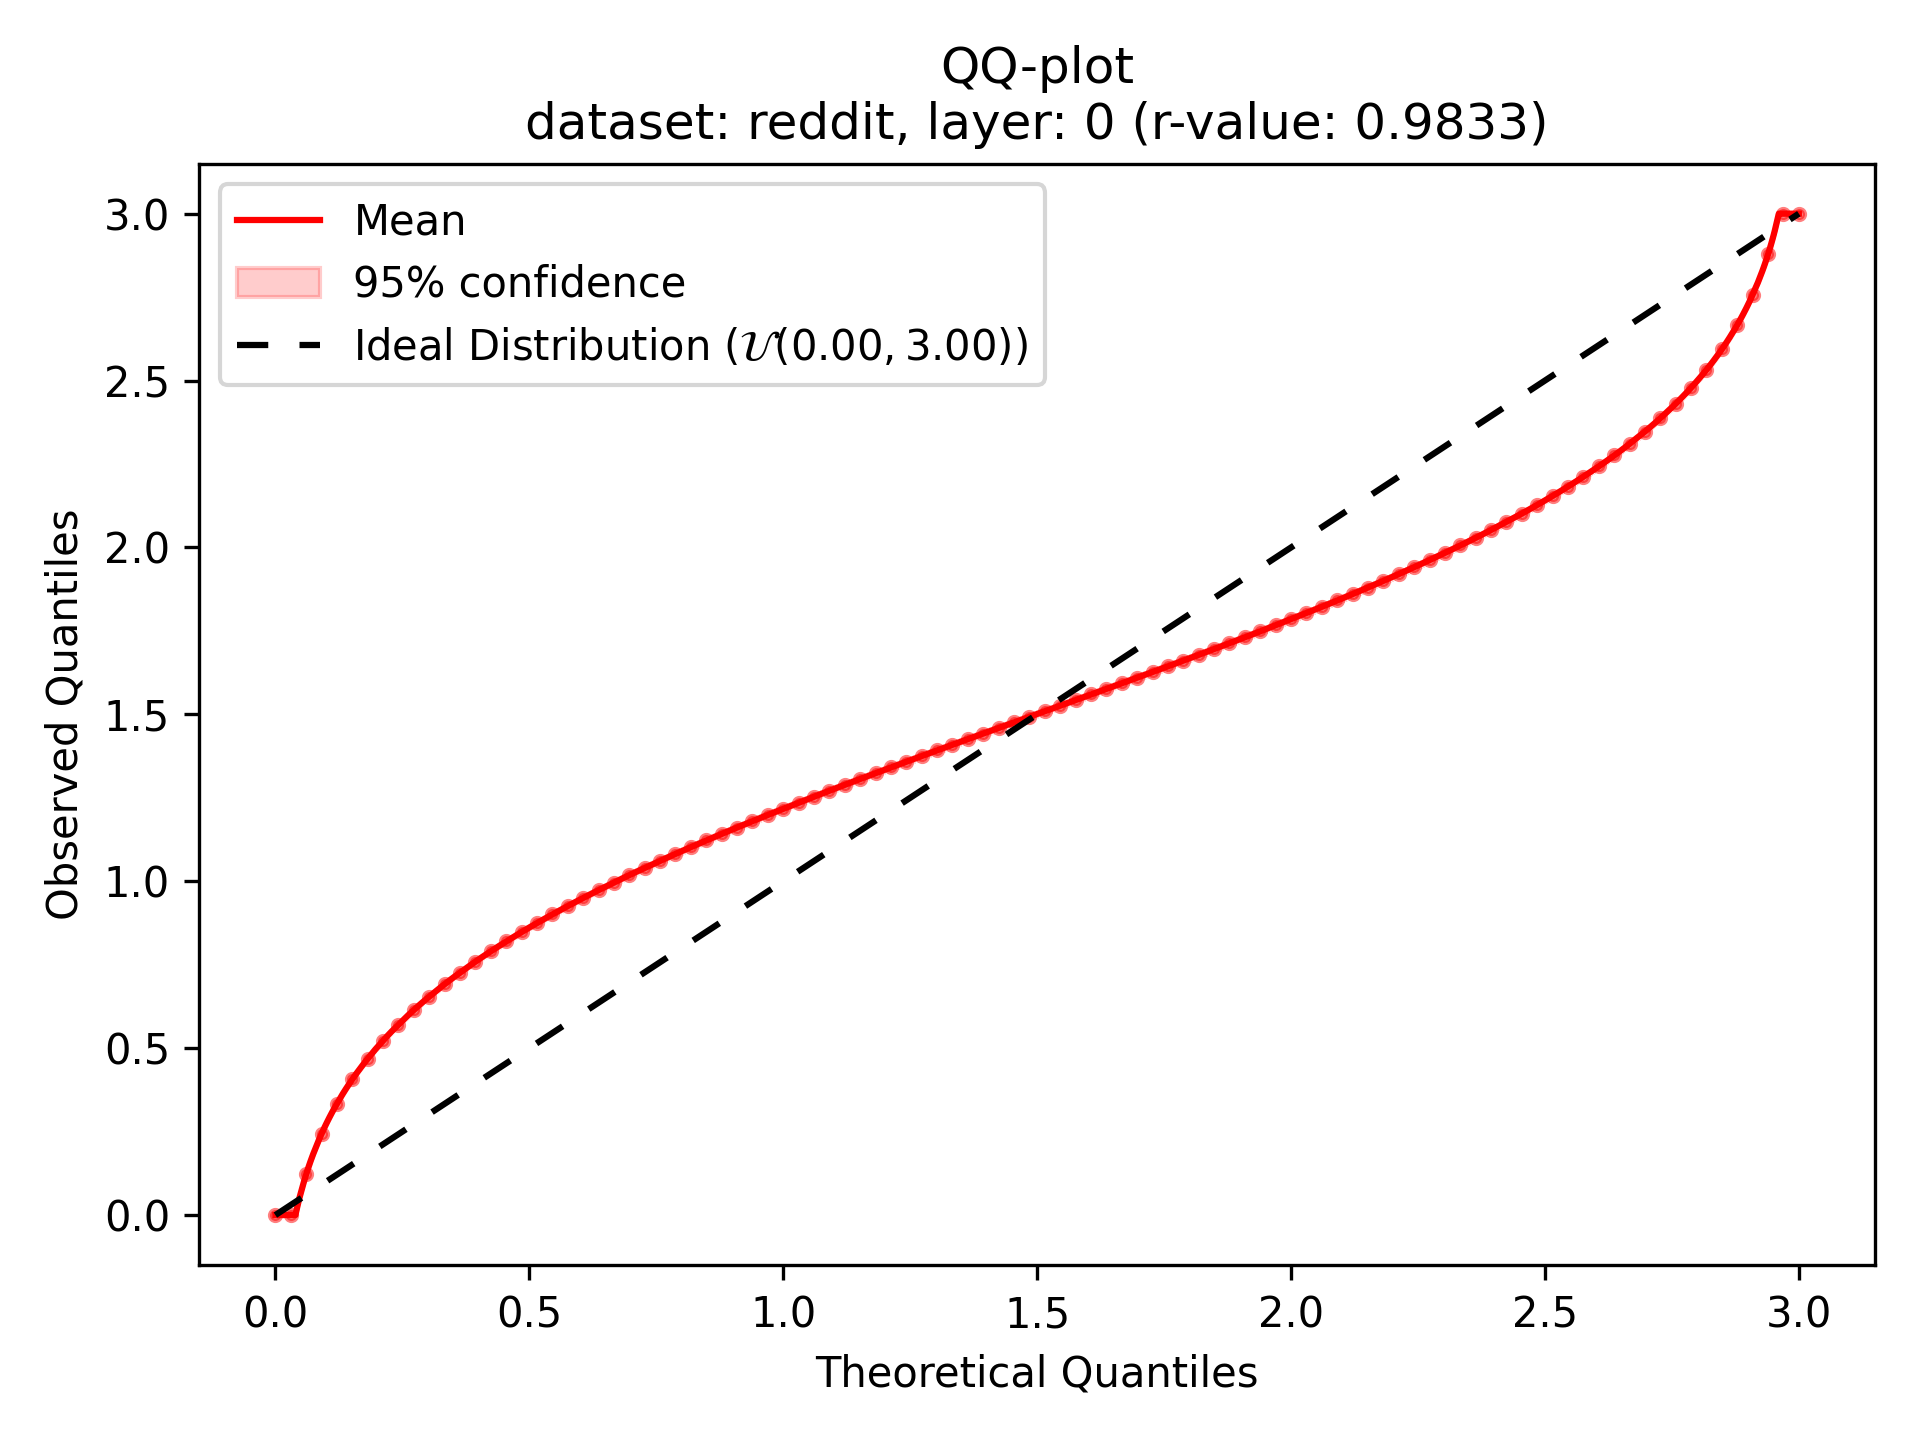 QQ-plot
dataset: reddit, layer: 0 (r-value: 0.9833)
Mean
95% confidence
Ideal Distribution (𝒰(0.00, 3.00))
3.0
2.5
2.0
1.5
1.0
0.5
0.0
Observed Quantiles
0.0 0.5 1.0 1.5 2.0 2.5 3.0
Theoretical Quantiles